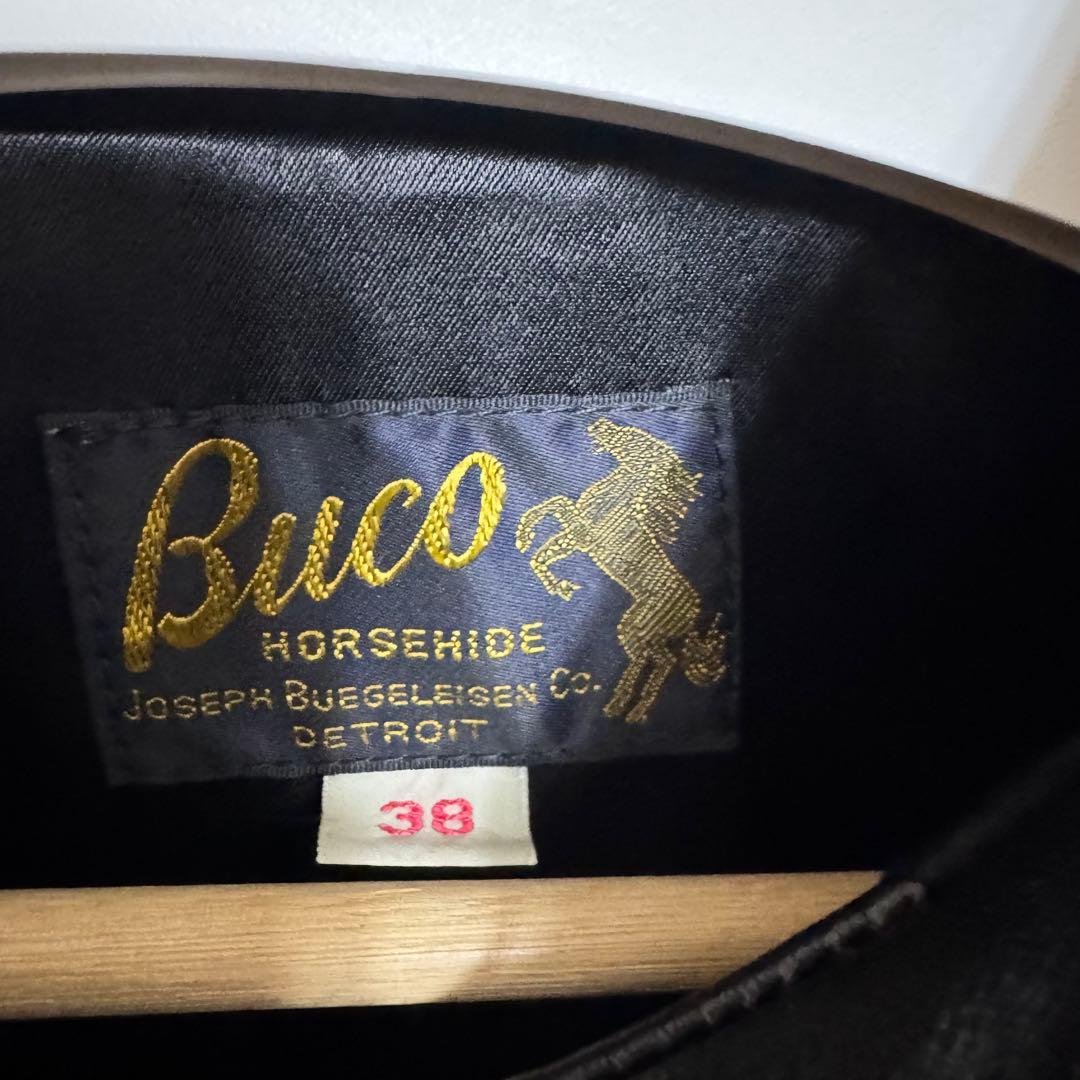 Buco
HORSEHIDE
JOSEPH BUEGELEISEN CO.
DETROIT
38